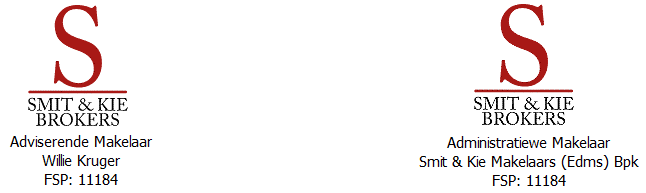 S
SMIT & KIE
BROKERS
Adviserende Makelaar
Willie Kruger
FSP: 11184
S
SMIT & KIE
BROKERS
Administratiewe Makelaar
Smit & Kie Makelaars (Edms) Bpk
FSP: 11184